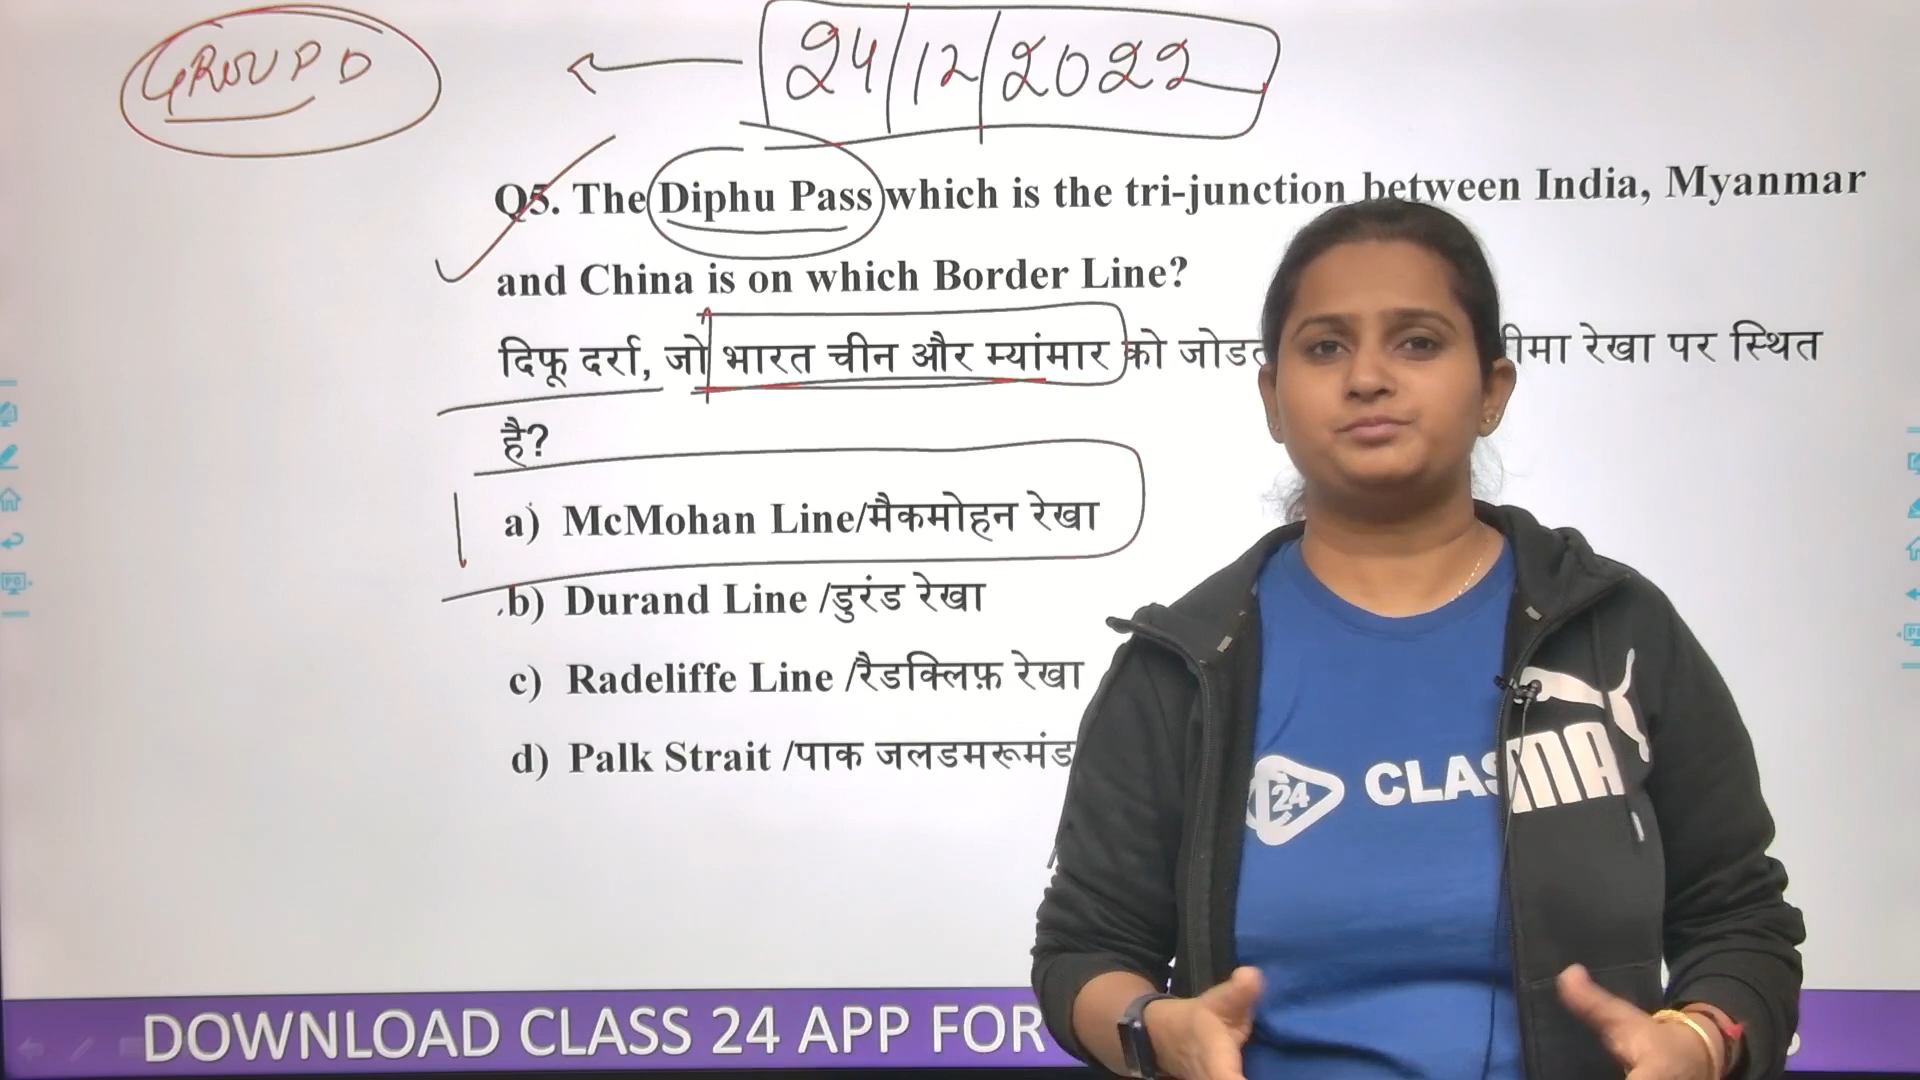 GROUP D
24/12/2022
Q5. The Diphu Pass which is the tri-junction between India, Myanmar
and China is on which Border Line?
दिफू दर्रा, जो भारत चीन और म्यांमार को रेखा पर स्थित
है?
a) McMohan Line/मैकमोहन रेखा
b) Durand Line /डुरंड रेखा
c) Radeliffe Line /रैडक्लिफ़ रेखा
d) Palk Strait /पाक
24 CLAS
DOWNLOAD CLASS 24 APP FOR